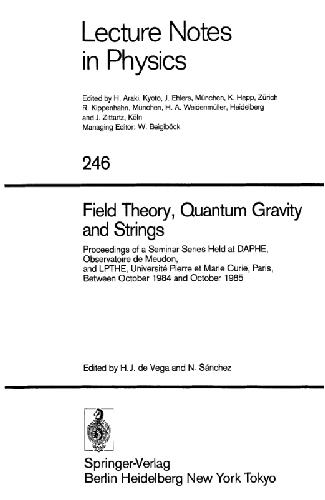 Lecture Notes
in Physics
Edited by H. Araki, Kyoto, J. Ehlers, München, K. Hepp, Zürich
R. Kippenhahn, München, H. A. Weidenmüller, Heidelberg
and J. Zittartz, Köln
Managing Editor: W. Beiglböck
246
Field Theory, Quantum Gravity
and Strings
Proceedings of a Seminar Series Held at DAPHE,
Observatoire de Meudon,
and LPTHE, Université Pierre et Marie Curie, Paris,
Between October 1984 and October 1985
Edited by H.J. de Vega and N. Sánchez
Springer-Verlag
Berlin Heidelberg New York Tokyo